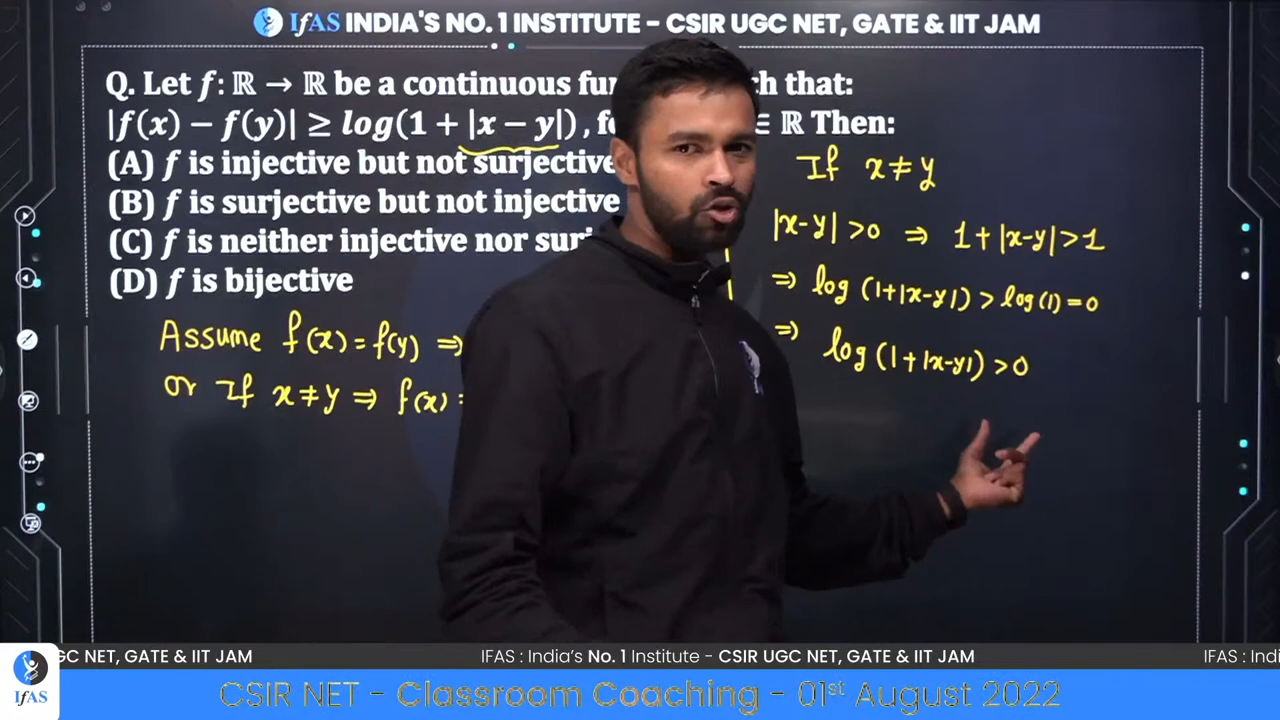 IfAS INDIA'S NO. 1 INSTITUTE - CSIR UGC NET, GATE & IIT JAM
Q. Let f: ℝ → ℝ be a continuous fun ch that:
|f(x) − f(y)| ≥ log(1 + |x − y|), fo ∈ ℝ Then:
(A) f is injective but not surjective
(B) f is surjective but not injective
(C) f is neither injective nor sur
(D) f is bijective
Assume f(x) = f(y) ⇒
or If x ≠ y ⇒ f(x)
If x ≠ y
|x-y| > 0 ⇒ 1 + |x-y| > 1
⇒ log (1+|x-y|) > log(1) = 0
⇒ log (1+|x-y|) > 0
GC NET, GATE & IIT JAM
IFAS : India's No. 1 Institute - CSIR UGC NET, GATE & IIT JAM
IFAS : Indi
IfAS
CSIR NET - Classroom Coaching - 01st August 2022